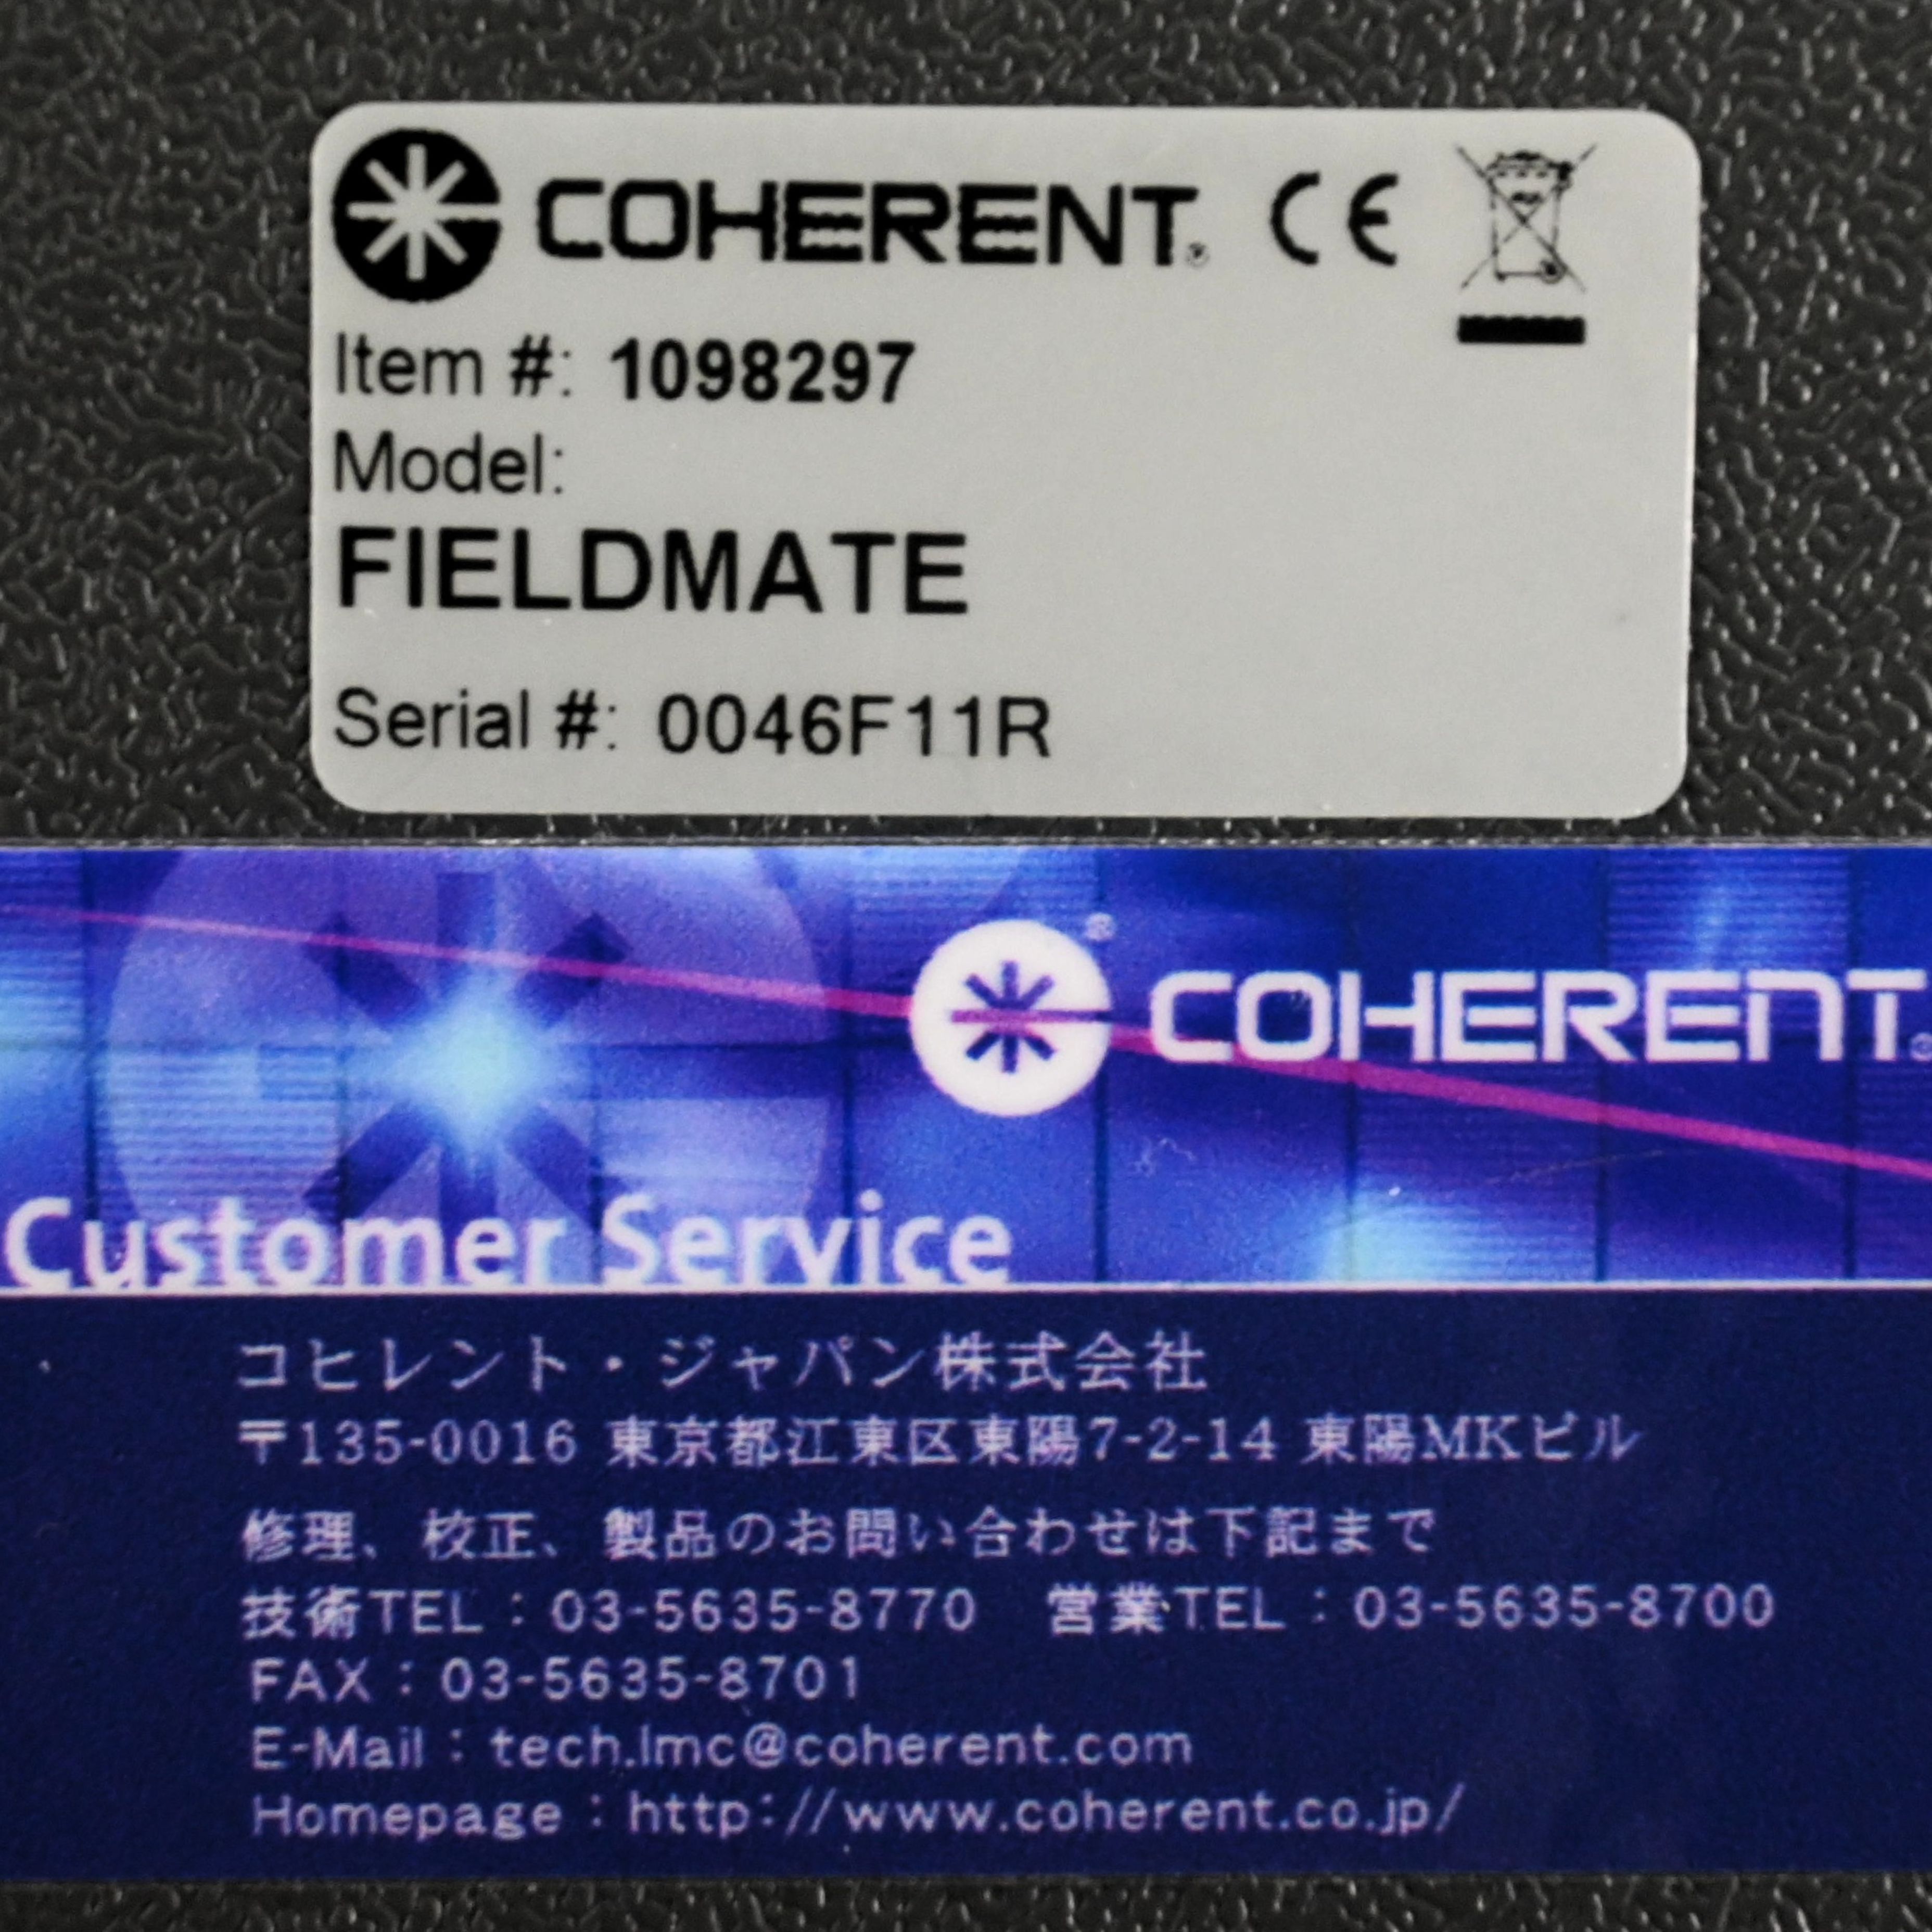 COHERENT® CE
Item #: 1098297
Model:
FIELDMATE
Serial #: 0046F11R
® COHERENT®
Customer Service
コヒレント・ジャパン株式会社
〒135-0016 東京都江東区東陽7-2-14 東陽MKビル
修理、校正、製品のお問い合わせは下記まで
技術TEL：03-5635-8770　営業TEL：03-5635-8700
FAX：03-5635-8701
E-Mail：tech.lmc@coherent.com
Homepage：http://www.coherent.co.jp/